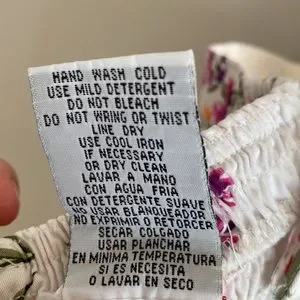 HAND WASH COLD
USE MILD DETERGENT
DO NOT BLEACH
DO NOT WRING OR TWIST
LINE DRY
USE COOL IRON
IF NECESSARY
OR DRY CLEAN
LAVAR A MANO
CON AGUA FRIA
CON DETERGENTE SUAVE
NO USAR BLANQUEADOR
NO EXPRIMIR O RETORCER
SECAR COLGADO
USAR PLANCHAR
EN MINIMA TEMPERATURA
SI ES NECESITA
O LAVAR EN SECO